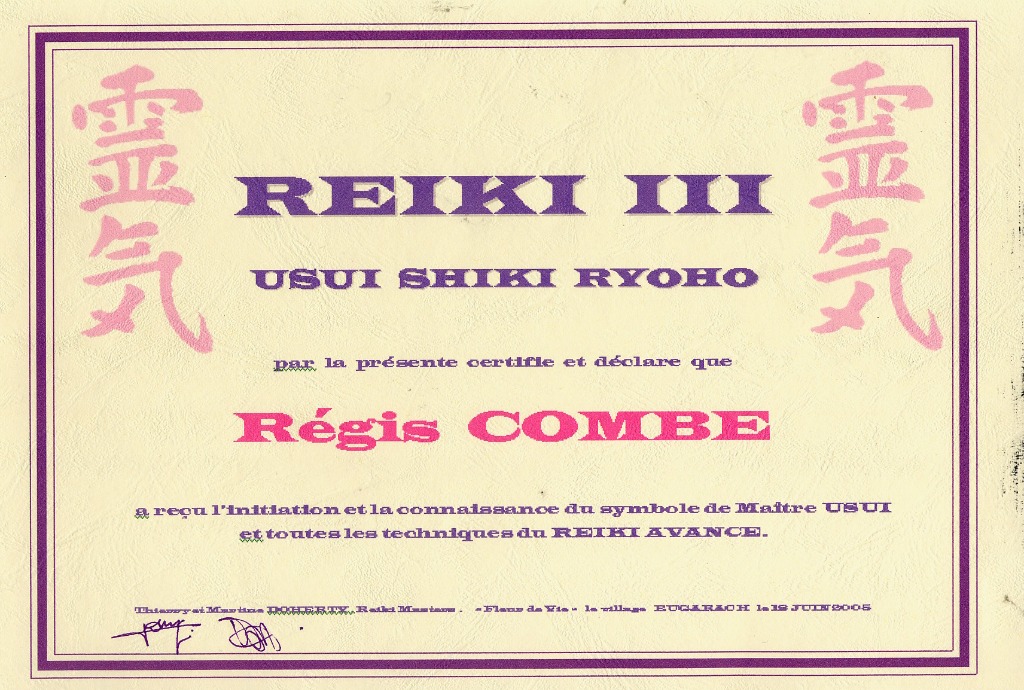 霊気
霊気
REIKI III
USUI SHIKI RYOHO
par la présente certifie et déclare que
Régis COMBE
a reçu l'initiation et la connaissance du symbole de Maître USUI
et toutes les techniques du REIKI AVANCE.
Thierry et Martine DOHERTY, Reiki Masters. « Fleur de Vie » le village BUGARACH le 12 JUIN 2005